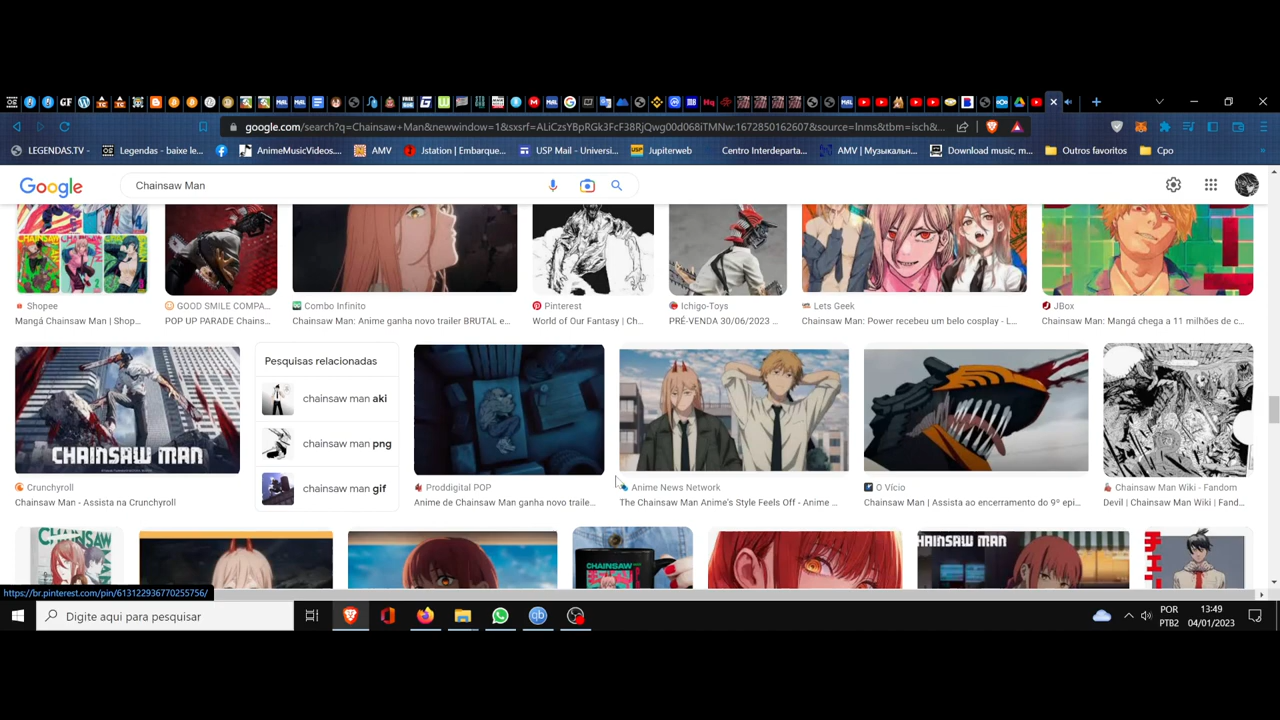 google.com/search?q=Chainsaw+Man&newwindow=1&sxsrf=ALiCzsYBpRGk3FcF38RjQwg00d068iTMNw:1672850162607&source=lnms&tbm=isch&...
LEGENDAS.TV - Legendas - baixe le... AnimeMusicVideos.... AMV Jstation | Embarque... USP Mail - Universi... Jupiterweb Centro Interdeparta... AMV | Музыкальн... Download music, m... Outros favoritos Cpo
Google Chainsaw Man
CHAINSAW MAN
Shopee
Mangá Chainsaw Man | Shop...
GOOD SMILE COMPA...
POP UP PARADE Chains...
Combo Infinito
Chainsaw Man: Anime ganha novo trailer BRUTAL e...
Pinterest
World of Our Fantasy | Ch...
Ichigo-Toys
PRÉ-VENDA 30/06/2023 ...
Lets Geek
Chainsaw Man: Power recebeu um belo cosplay - L...
JBox
Chainsaw Man: Mangá chega a 11 milhões de c...
CHAINSAW MAN
Crunchyroll
Chainsaw Man - Assista na Crunchyroll
Pesquisas relacionadas
chainsaw man aki
chainsaw man png
chainsaw man gif
Proddigital POP
Anime de Chainsaw Man ganha novo traile...
Anime News Network
The Chainsaw Man Anime's Style Feels Off - Anime ...
O Vício
Chainsaw Man | Assista ao encerramento do 9º epi...
Chainsaw Man Wiki - Fandom
Devil | Chainsaw Man Wiki | Fand...
CHAINSAW
CHAINSAW MAN
https://br.pinterest.com/pin/613122936770255756/
Digite aqui para pesquisar
POR
PTB2
13:49
04/01/2023